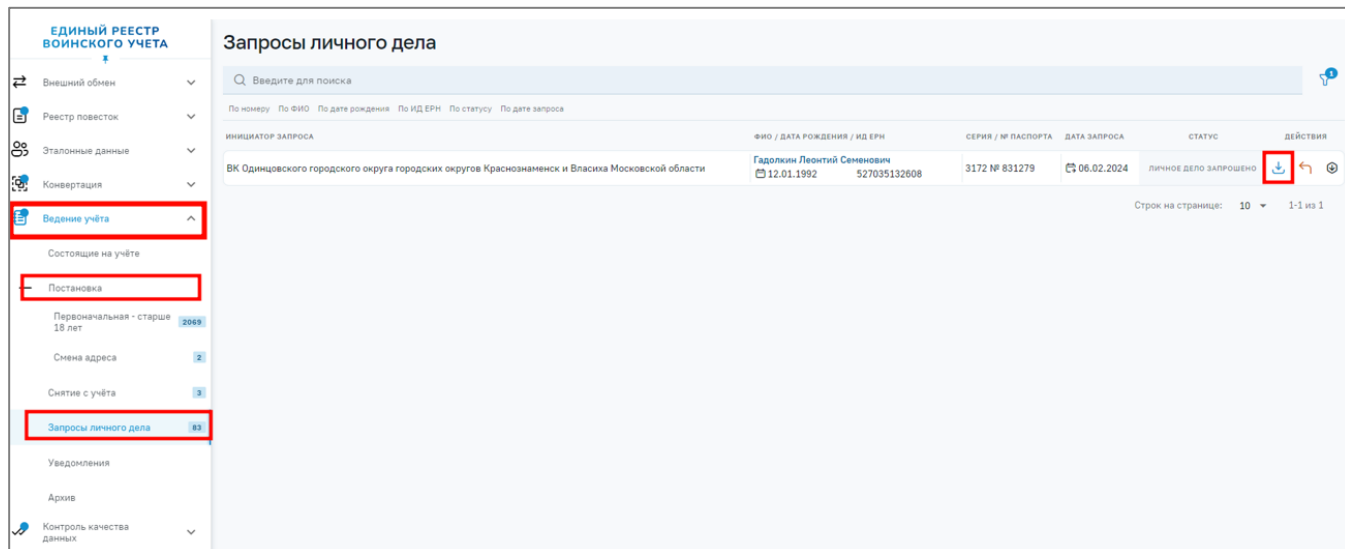 ЕДИНЫЙ РЕЕСТР
ВОИНСКОГО УЧЕТА
Внешний обмен
Реестр повесток
Эталонные данные
Конвертация
Ведение учёта
Состоящие на учёте
Постановка
Первоначальная - старше
18 лет
2069
Смена адреса
2
Снятие с учёта
3
Запросы личного дела
83
Уведомления
Архив
Контроль качества
данных
Запросы личного дела
Введите для поиска
1
По номеру По ФИО По дате рождения По ИД ЕРН По статусу По дате запроса
ИНИЦИАТОР ЗАПРОСА ФИО / ДАТА РОЖДЕНИЯ / ИД ЕРН СЕРИЯ / № ПАСПОРТА ДАТА ЗАПРОСА СТАТУС ДЕЙСТВИЯ
ВК Одинцовского городского округа городских округов Краснознаменск и Власиха Московской области
Гадолкин Леонтий Семенович
12.01.1992 527035132608
3172 № 831279
06.02.2024
ЛИЧНОЕ ДЕЛО ЗАПРОШЕНО
Строк на странице: 10 1-1 из 1